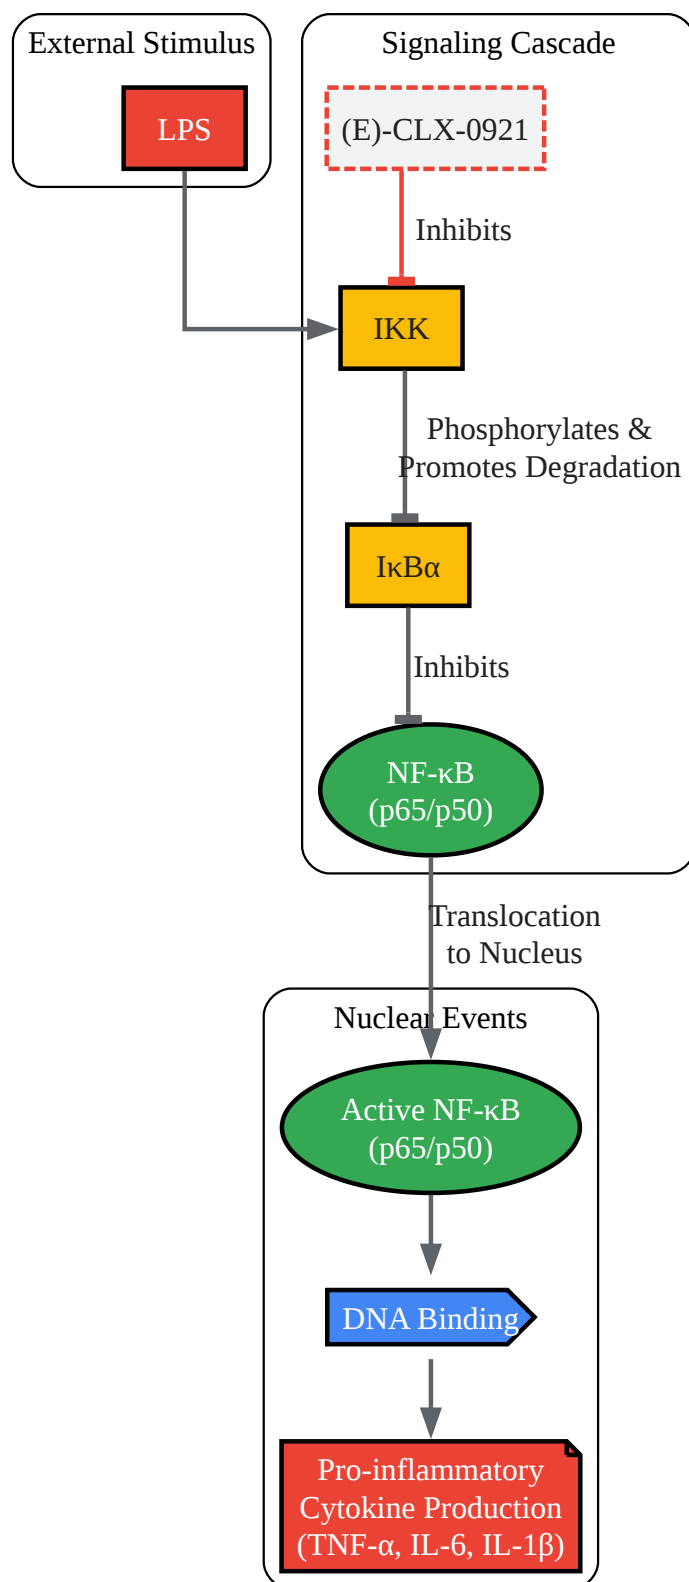 External Stimulus
Signaling Cascade
LPS
(E)-CLX-0921
Inhibits
IKK
Phosphorylates &
Promotes Degradation
IκBα
Inhibits
NF-κB
(p65/p50)
Translocation
to Nucleus
Nuclear Events
Active NF-κB
(p65/p50)
DNA Binding
Pro-inflammatory
Cytokine Production
(TNF-α, IL-6, IL-1β)